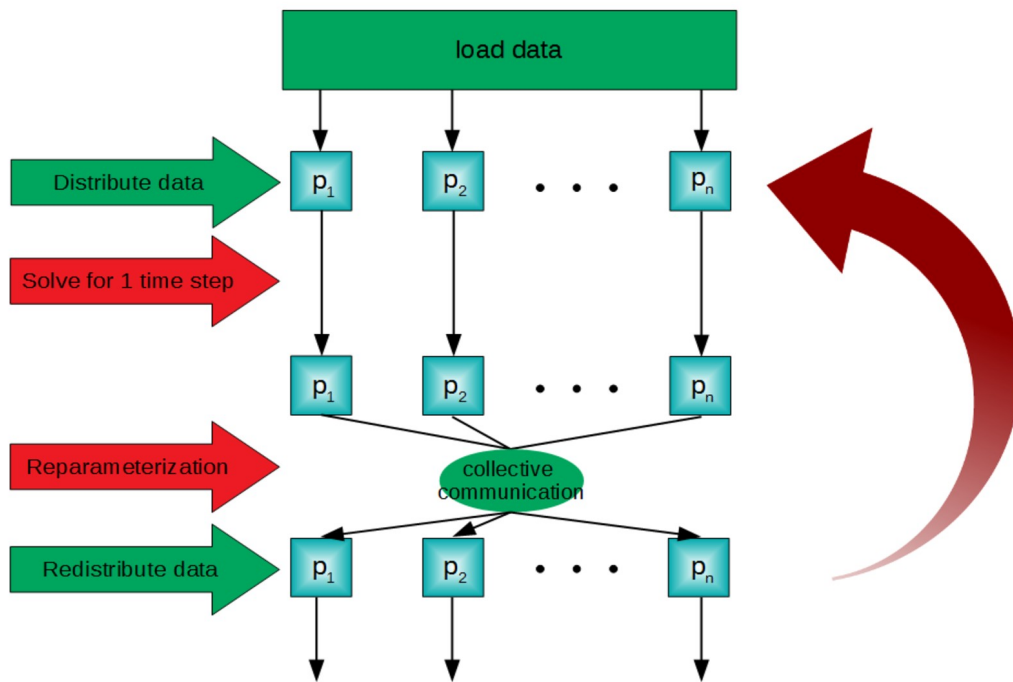 load data
Distribute data
p1 p2 . . . pn
Solve for 1 time step
p1 p2 . . . pn
Reparameterization
collective
communication
Redistribute data
p1 p2 . . . pn